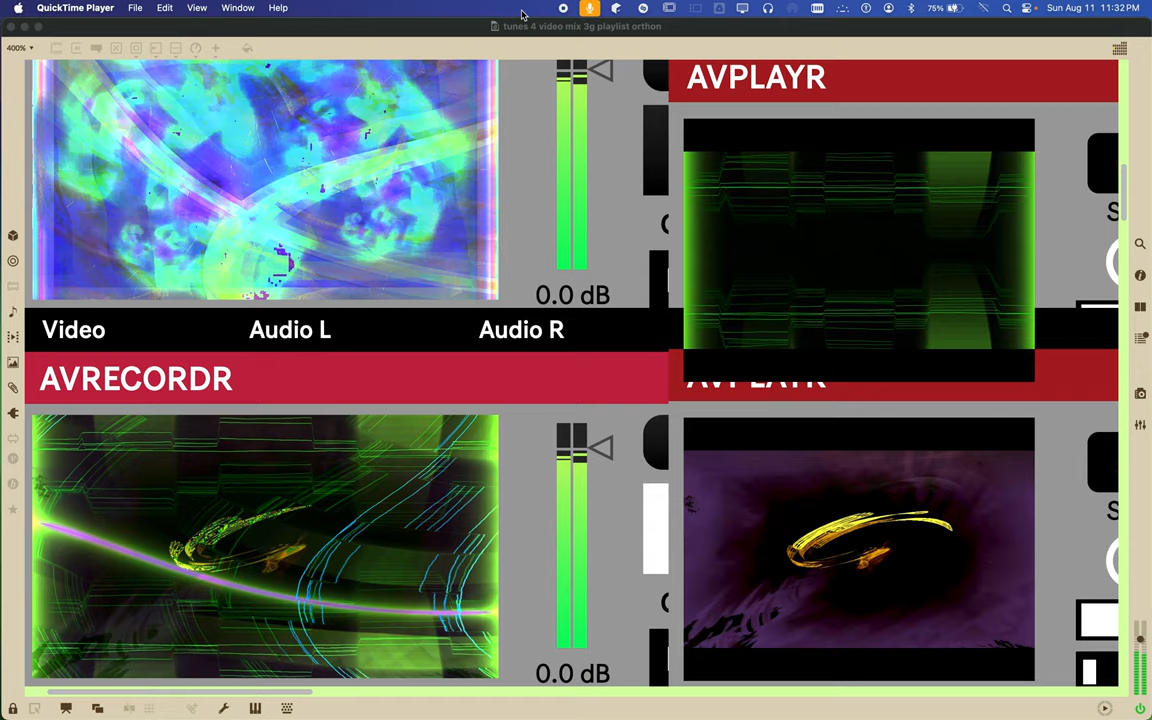 QuickTime Player File Edit View Window Help 75% Sun Aug 11 11:32 PM
tunes 4 video mix 3g playlist orthon
400%
AVPLAYR
0.0 dB
Video Audio L Audio R
AVRECORDR
AVPLAYR
0.0 dB